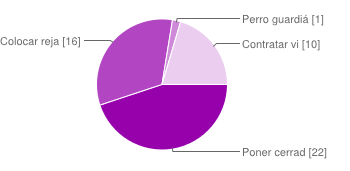 Perro guardiá [1]
Colocar reja [16]
Contratar vi [10]
Poner cerrad [22]